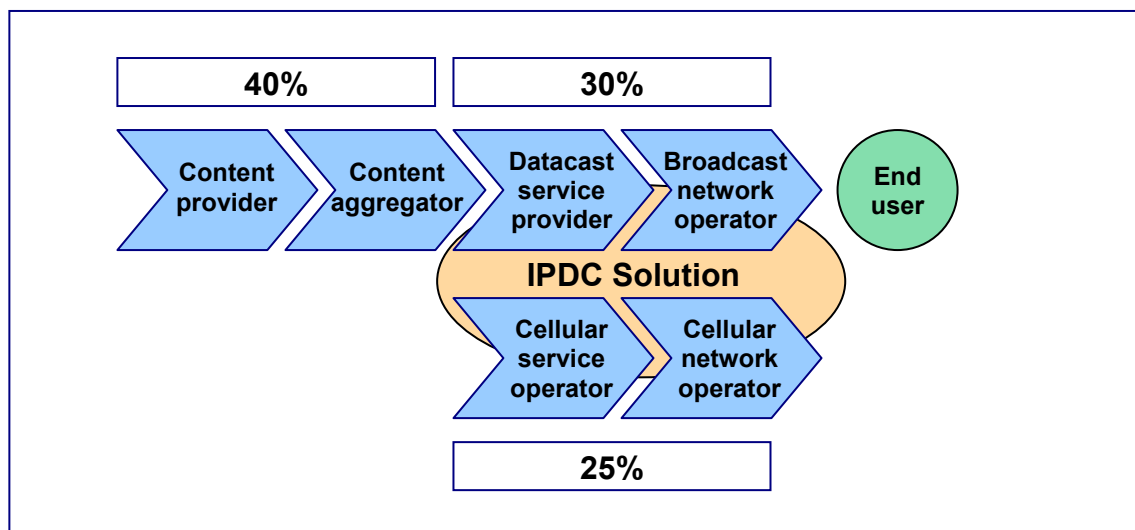 40%
30%
Content
provider
Content
aggregator
Datacast
service
provider
Broadcast
network
operator
End
user
IPDC Solution
Cellular
service
operator
Cellular
network
operator
25%